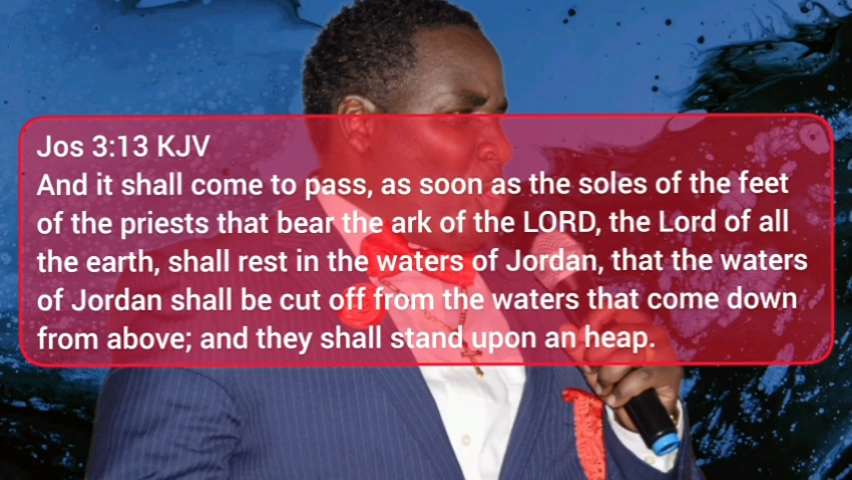 Jos 3:13 KJV
And it shall come to pass, as soon as the soles of the feet
of the priests that bear the ark of the LORD, the Lord of all
the earth, shall rest in the waters of Jordan, that the waters
of Jordan shall be cut off from the waters that come down
from above; and they shall stand upon an heap.